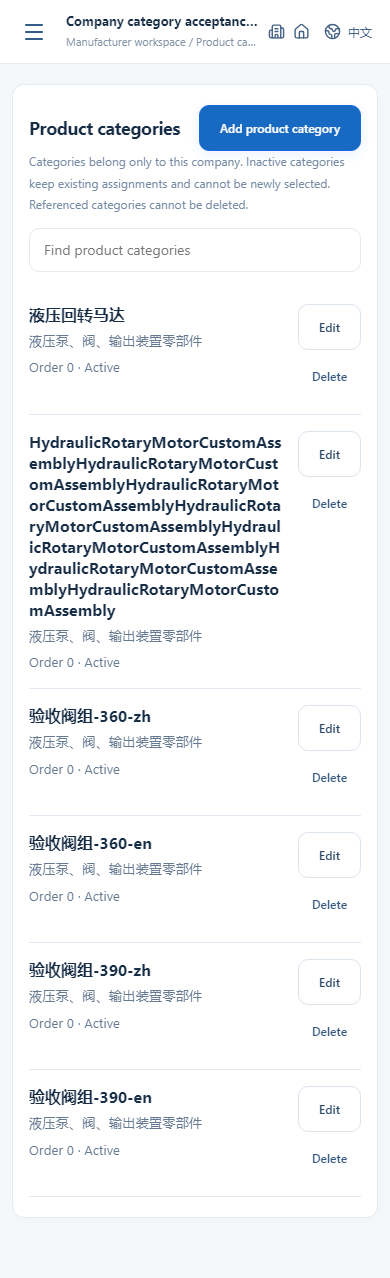 Company category acceptanc...
Manufacturer workspace / Product ca...
中文
Product categories
Add product category
Categories belong only to this company. Inactive categories
keep existing assignments and cannot be newly selected.
Referenced categories cannot be deleted.
Find product categories
液压回转马达
Edit
液压泵、阀、输出装置零部件
Order 0 · Active
Delete
HydraulicRotaryMotorCustomAss
Edit
emblyHydraulicRotaryMotorCust
omAssemblyHydraulicRotaryMot
Delete
orCustomAssemblyHydraulicRota
ryMotorCustomAssemblyHydraul
icRotaryMotorCustomAssemblyH
ydraulicRotaryMotorCustomAsse
mblyHydraulicRotaryMotorCusto
mAssembly
液压泵、阀、输出装置零部件
Order 0 · Active
验收阀组-360-zh
Edit
液压泵、阀、输出装置零部件
Order 0 · Active
Delete
验收阀组-360-en
Edit
液压泵、阀、输出装置零部件
Order 0 · Active
Delete
验收阀组-390-zh
Edit
液压泵、阀、输出装置零部件
Order 0 · Active
Delete
验收阀组-390-en
Edit
液压泵、阀、输出装置零部件
Order 0 · Active
Delete